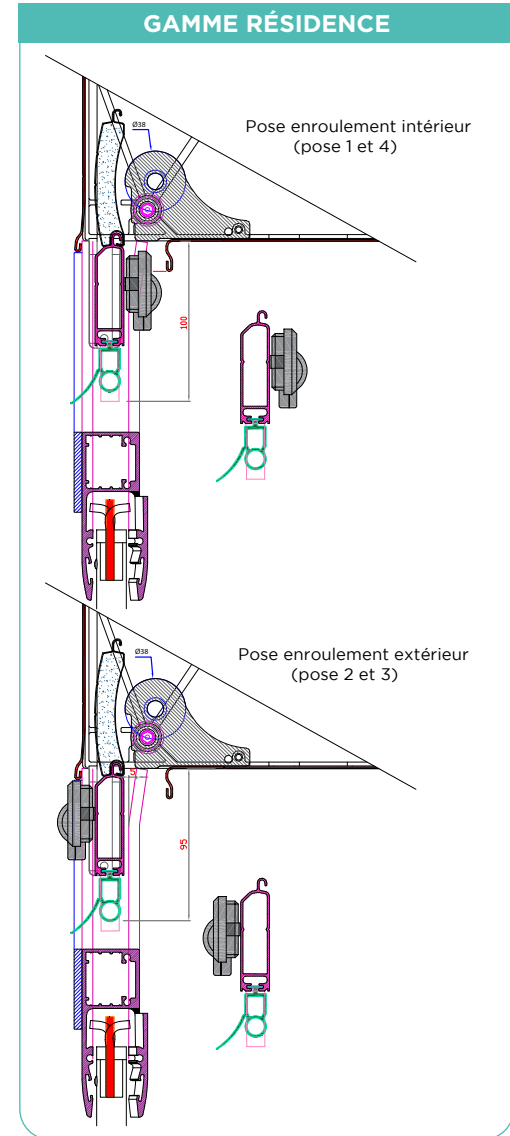 GAMME RÉSIDENCE
Ø38
Pose enroulement intérieur
(pose 1 et 4)
100
Ø38
Pose enroulement extérieur
(pose 2 et 3)
5
95